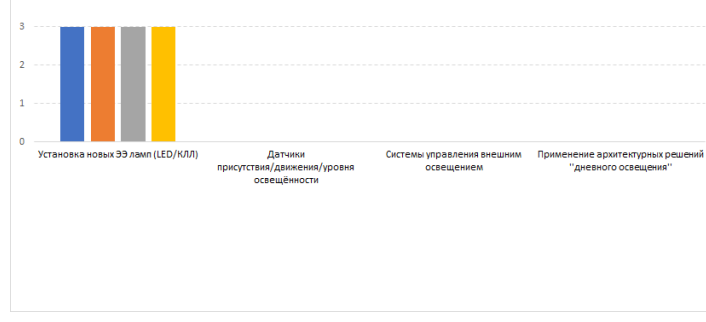 3
2
1
0
Установка новых ЭЭ ламп (LED/КЛЛ)
Датчики
присутствия/движения/уровня
освещённости
Системы управления внешним
освещением
Применение архитектурных решений
"дневного освещения"